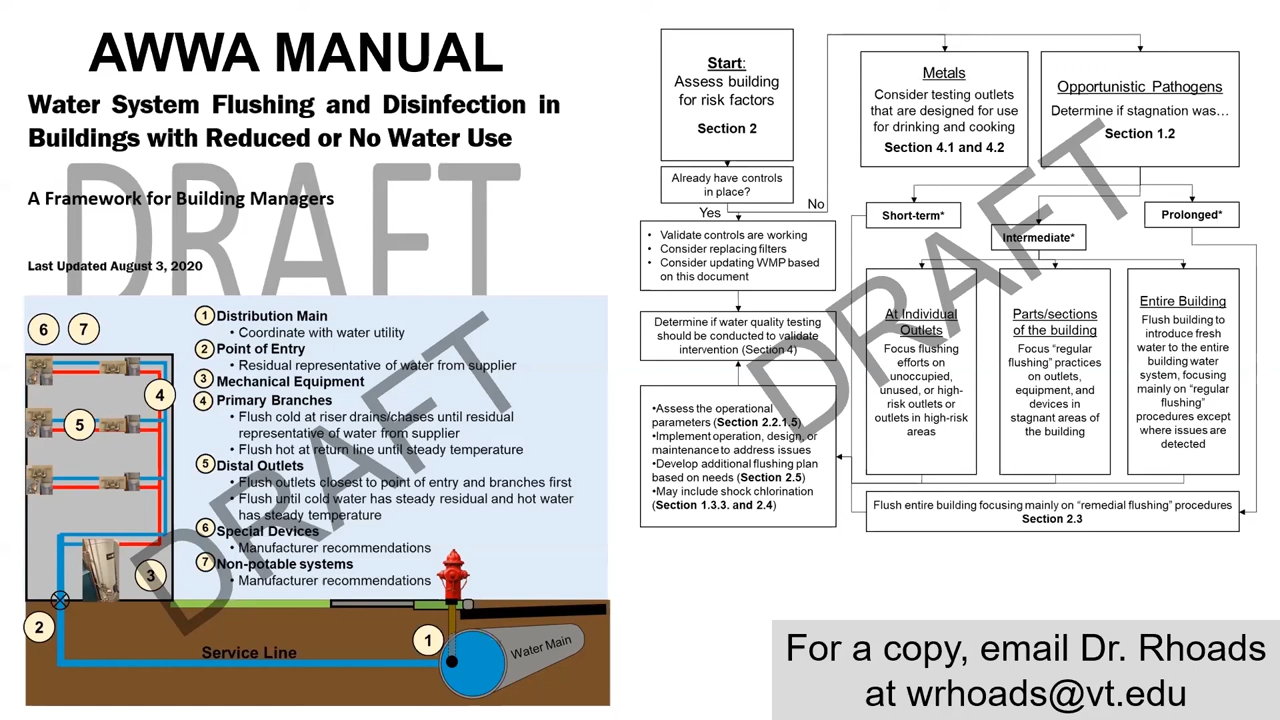 AWWA MANUAL
Water System Flushing and Disinfection in
Buildings with Reduced or No Water Use
DRAFT
A Framework for Building Managers
Last Updated August 3, 2020
6
7
4
5
3
2
1
1 Distribution Main
• Coordinate with water utility
2 Point of Entry
• Residual representative of water from supplier
3 Mechanical Equipment
4 Primary Branches
• Flush cold at riser drains/chases until residual
representative of water from supplier
• Flush hot at return line until steady temperature
5 Distal Outlets
• Flush outlets closest to point of entry and branches first
• Flush until cold water has steady residual and hot water
has steady temperature
6 Special Devices
• Manufacturer recommendations
7 Non-potable systems
• Manufacturer recommendations
DRAFT
Service Line
Water Main
Start:
Assess building
for risk factors
Section 2
Already have controls
in place?
Yes
No
• Validate controls are working
• Consider replacing filters
• Consider updating WMP based
on this document
Determine if water quality testing
should be conducted to validate
intervention (Section 4)
•Assess the operational
parameters (Section 2.2.1.5)
•Implement operation, design, or
maintenance to address issues
•Develop additional flushing plan
based on needs (Section 2.5)
•May include shock chlorination
(Section 1.3.3. and 2.4)
Metals
Consider testing outlets
that are designed for use
for drinking and cooking
Section 4.1 and 4.2
Opportunistic Pathogens
Determine if stagnation was…
Section 1.2
Short-term*
Intermediate*
Prolonged*
At Individual
Outlets
Focus flushing
efforts on
unoccupied,
unused, or high-
risk outlets or
outlets in high-risk
areas
Parts/sections
of the building
Focus “regular
flushing” practices
on outlets,
equipment, and
devices in
stagnant areas of
the building
Entire Building
Flush building to
introduce fresh
water to the entire
building water
system, focusing
mainly on “regular
flushing”
procedures except
where issues are
detected
DRAFT
Flush entire building focusing mainly on “remedial flushing” procedures
Section 2.3
For a copy, email Dr. Rhoads
at wrhoads@vt.edu